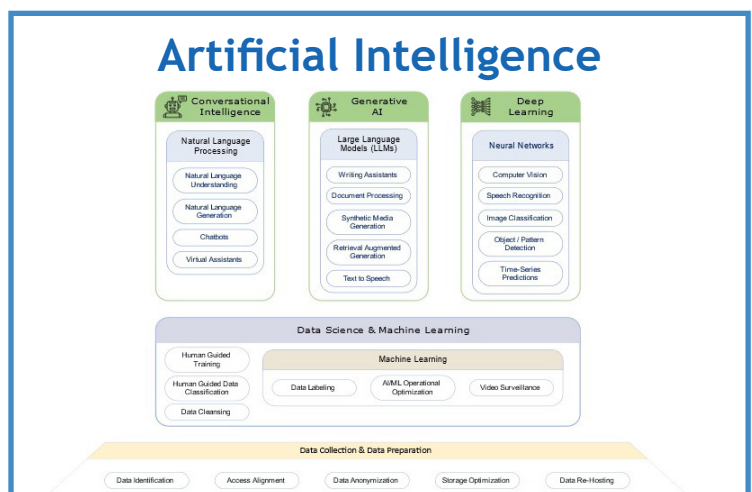 Artificial Intelligence
Conversational
Intelligence
Natural Language
Processing
Natural Language
Understanding
Natural Language
Generation
Chatbots
Virtual Assistants
Generative
AI
Large Language
Models (LLMs)
Writing Assistants
Document Processing
Synthetic Media
Generation
Retrieval Augmented
Generation
Text to Speech
Deep
Learning
Neural Networks
Computer Vision
Speech Recognition
Image Classification
Object / Pattern
Detection
Time-Series
Predictions
Data Science & Machine Learning
Human Guided
Training
Human Guided Data
Classification
Data Cleansing
Machine Learning
Data Labeling
AI/ML Operational
Optimization
Video Surveillance
Data Collection & Data Preparation
Data Identification
Access Alignment
Data Anonymization
Storage Optimization
Data Re-Hosting